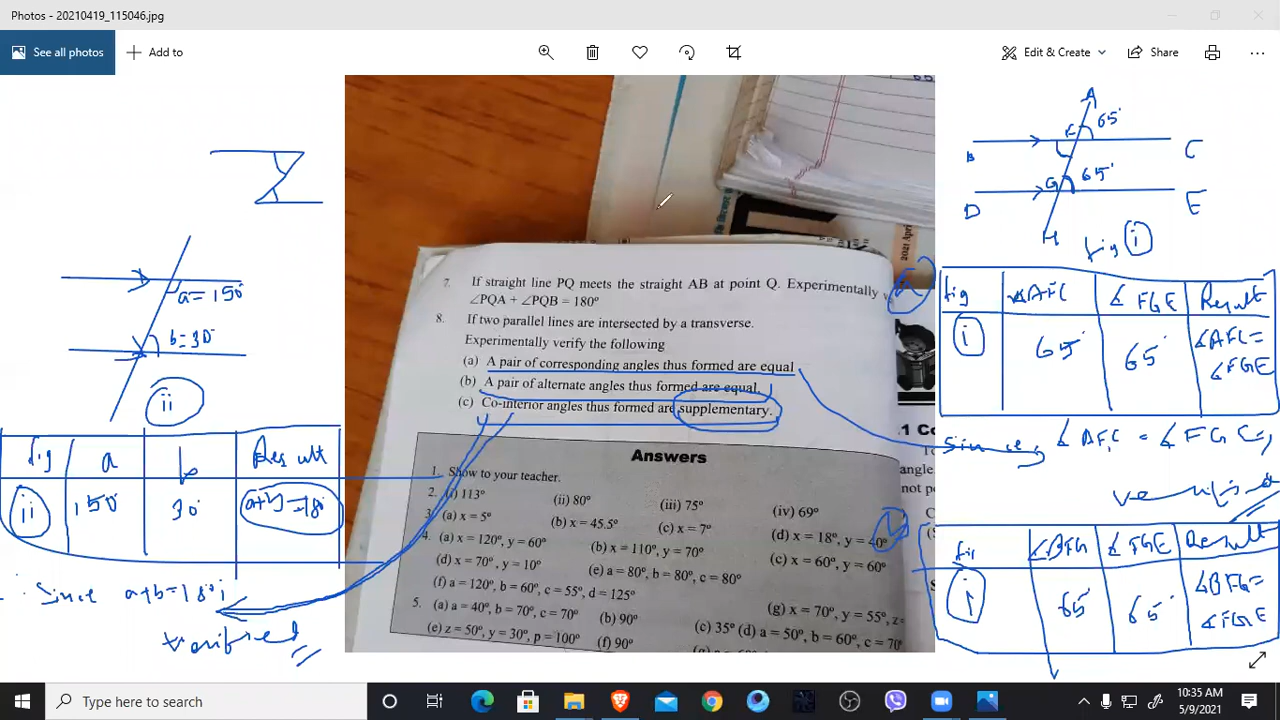 Photos - 20210419_115046.jpg
See all photos
Add to
Edit & Create
Share
7. If straight line PQ meets the straight AB at point Q. Experimentally
∠PQA + ∠PQB = 180°
8. If two parallel lines are intersected by a transverse.
Experimentally verify the following
(a) A pair of corresponding angles thus formed are equal
(b) A pair of alternate angles thus formed are equal.
(c) Co-interior angles thus formed are supplementary.
Answers
1. Show to your teacher.
2. (i) 113° (ii) 80° (iii) 75° (iv) 69°
3. (a) x = 5° (b) x = 45.5° (c) x = 7° (d) x = 18°, y = 40°
4. (a) x = 120°, y = 60° (b) x = 110°, y = 70° (c) x = 60°, y = 60°
(d) x = 70°, y = 10° (e) a = 80°, b = 80°, c = 80°
(f) a = 120°, b = 60°, c = 55°, d = 125° (g) x = 70°, y = 55°, z=
5. (a) a = 40°, b = 70°, c = 70° (b) 90° (c) 35° (d) a = 50°, b = 60°, c = 70°
(e) z = 50°, y = 30°, p = 100° (f) 90°
1 Co
angle,
not p
2021 Apri
a=150°
b=30°
ii
fig a b Result
ii 150 30 a+b=180
Since a+b=180
verified
A
F 65°
B C
G 65°
D E
H
fig i
fig ∡AFC ∡FGE Result
i 65° 65° ∡AFC=
∡FGE
Since, ∡AFC = ∡FGE,
verified
fig ∡BFG ∡FGE Result
i 65° 65° ∡BFG=
∡FGE
Type here to search
10:35 AM
5/9/2021